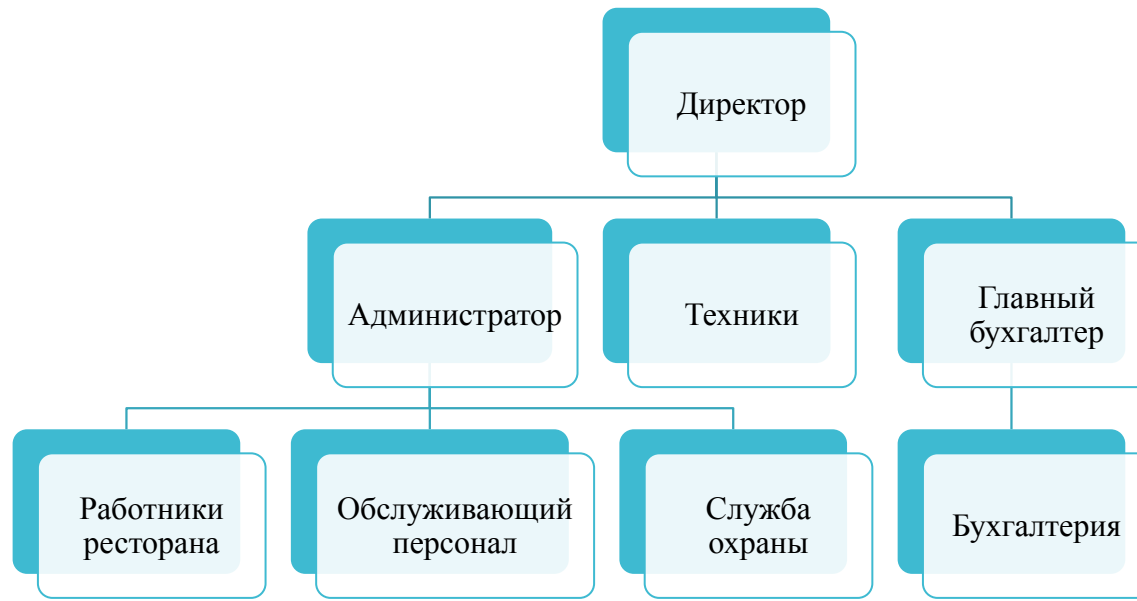 Директор
Администратор
Техники
Главный
бухгалтер
Работники
ресторана
Обслуживающий
персонал
Служба
охраны
Бухгалтерия